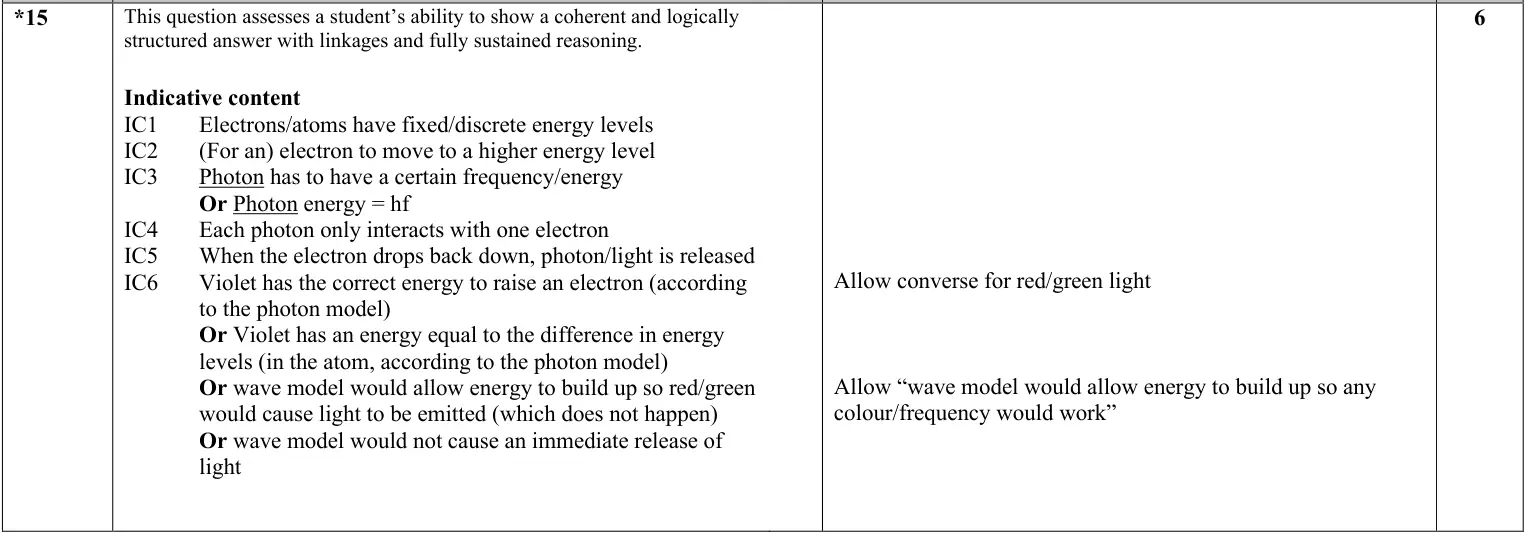 *15
This question assesses a student’s ability to show a coherent and logically
structured answer with linkages and fully sustained reasoning.
6
Indicative content
IC1 Electrons/atoms have fixed/discrete energy levels
IC2 (For an) electron to move to a higher energy level
IC3 Photon has to have a certain frequency/energy
Or Photon energy = hf
IC4 Each photon only interacts with one electron
IC5 When the electron drops back down, photon/light is released
IC6 Violet has the correct energy to raise an electron (according
to the photon model)
Or Violet has an energy equal to the difference in energy
levels (in the atom, according to the photon model)
Or wave model would allow energy to build up so red/green
would cause light to be emitted (which does not happen)
Or wave model would not cause an immediate release of
light
Allow converse for red/green light
Allow “wave model would allow energy to build up so any
colour/frequency would work”